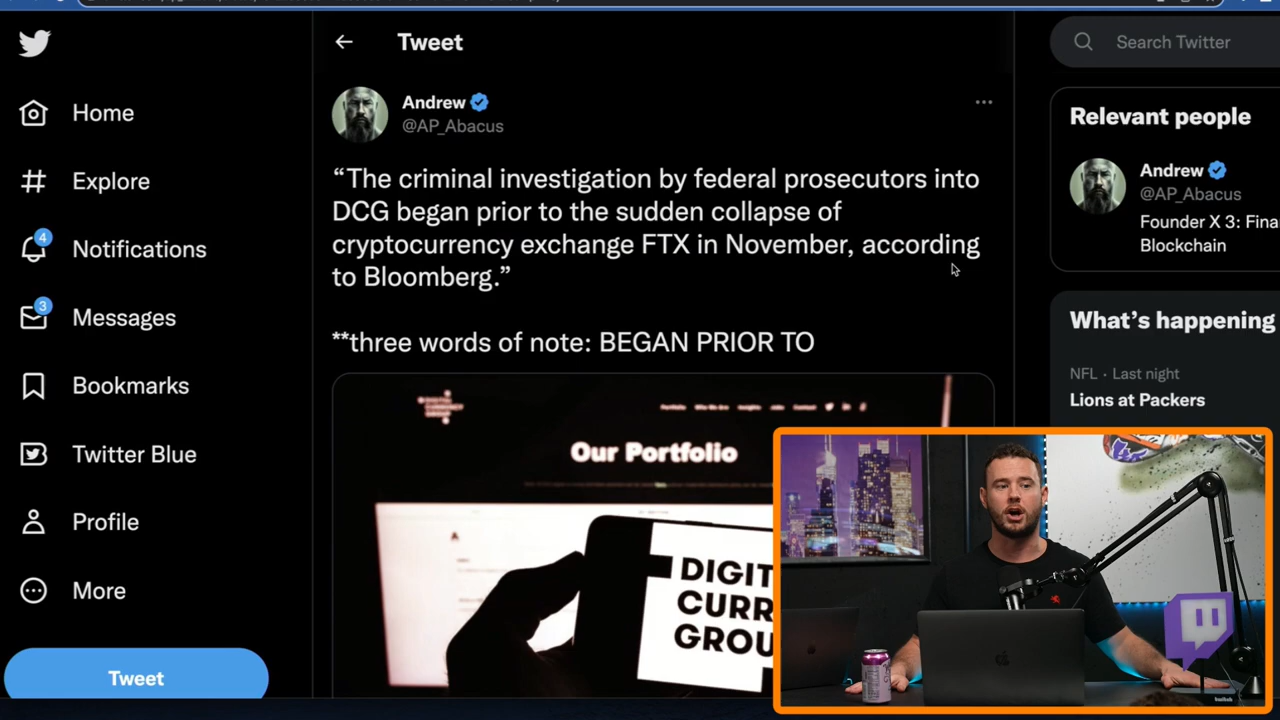 Tweet
Search Twitter
Home
Explore
4
Notifications
3
Messages
Bookmarks
Twitter Blue
Profile
More
Tweet
Andrew
@AP_Abacus
“The criminal investigation by federal prosecutors into
DCG began prior to the sudden collapse of
cryptocurrency exchange FTX in November, according
to Bloomberg.”
**three words of note: BEGAN PRIOR TO
Our Portfolio
DIGIT
CURR
GROU
Relevant people
Andrew
@AP_Abacus
Founder X 3: Fina
Blockchain
What’s happening
NFL · Last night
Lions at Packers